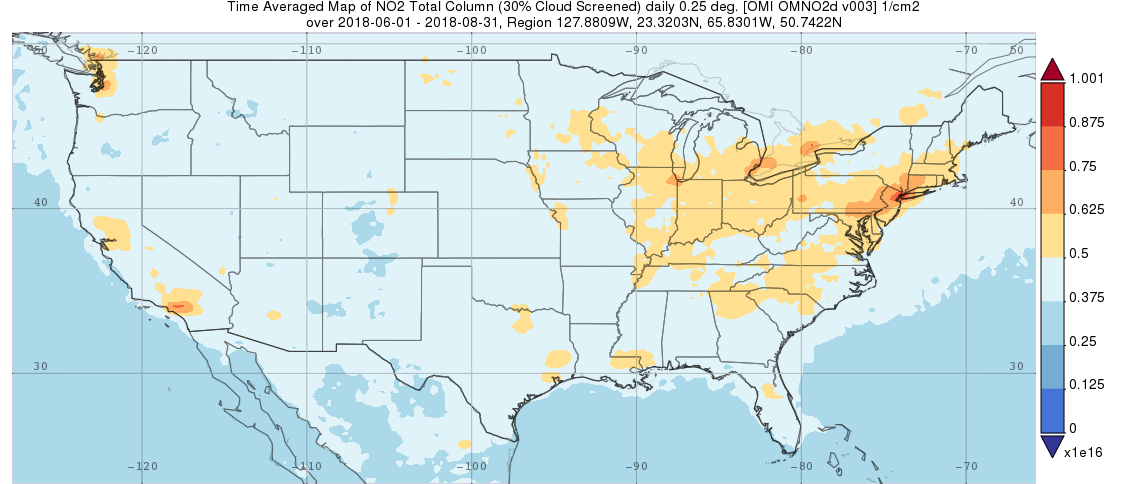 Time Averaged Map of NO2 Total Column (30% Cloud Screened) daily 0.25 deg. [OMI OMNO2d v003] 1/cm2
over 2018-06-01 - 2018-08-31, Region 127.8809W, 23.3203N, 65.8301W, 50.7422N
50 -120 -110 -100 -90 -80 -70 50
40 40
30 30
-120 -110 -100 -90 -80 -70
1.001
0.875
0.75
0.625
0.5
0.375
0.25
0.125
0
x1e16